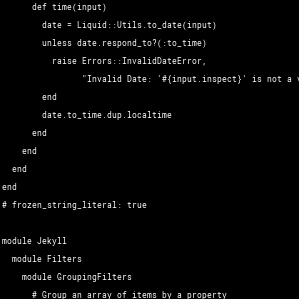 def time(input)
date = Liquid::Utils.to_date(input)
unless date.respond_to?(:to_time)
raise Errors::InvalidDateError,
"Invalid Date: '#{input.inspect}' is not a
end
date.to_time.dup.localtime
end
end
end
end
# frozen_string_literal: true
module Jekyll
module Filters
module GroupingFilters
# Group an array of items by a property